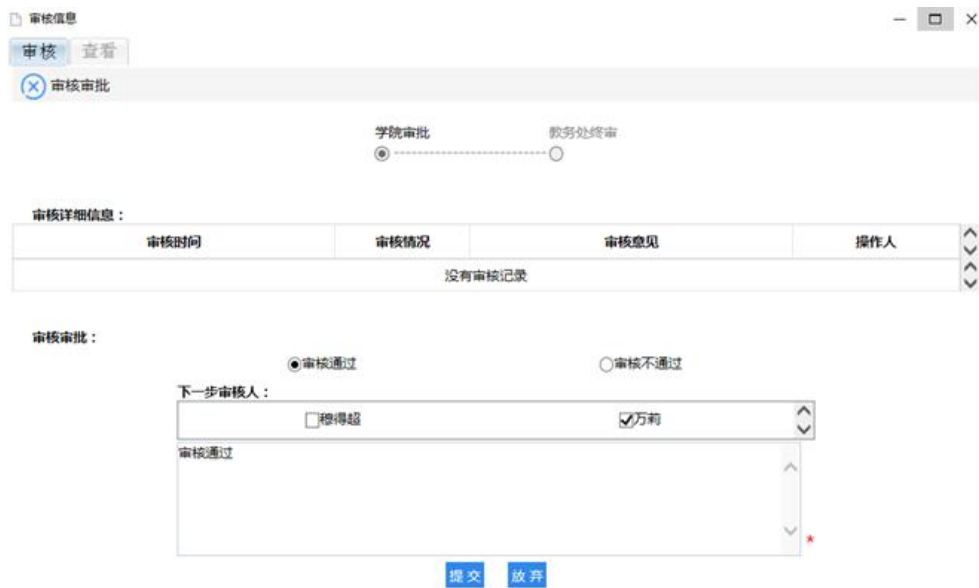 审核信息
审核 查看
审核审批
学院审批 教务处终审
审核详细信息：
审核时间 审核情况 审核意见 操作人
没有审核记录
审核审批：
审核通过 审核不通过
下一步审核人：
穆得超 万莉
审核通过
*
提交 放弃